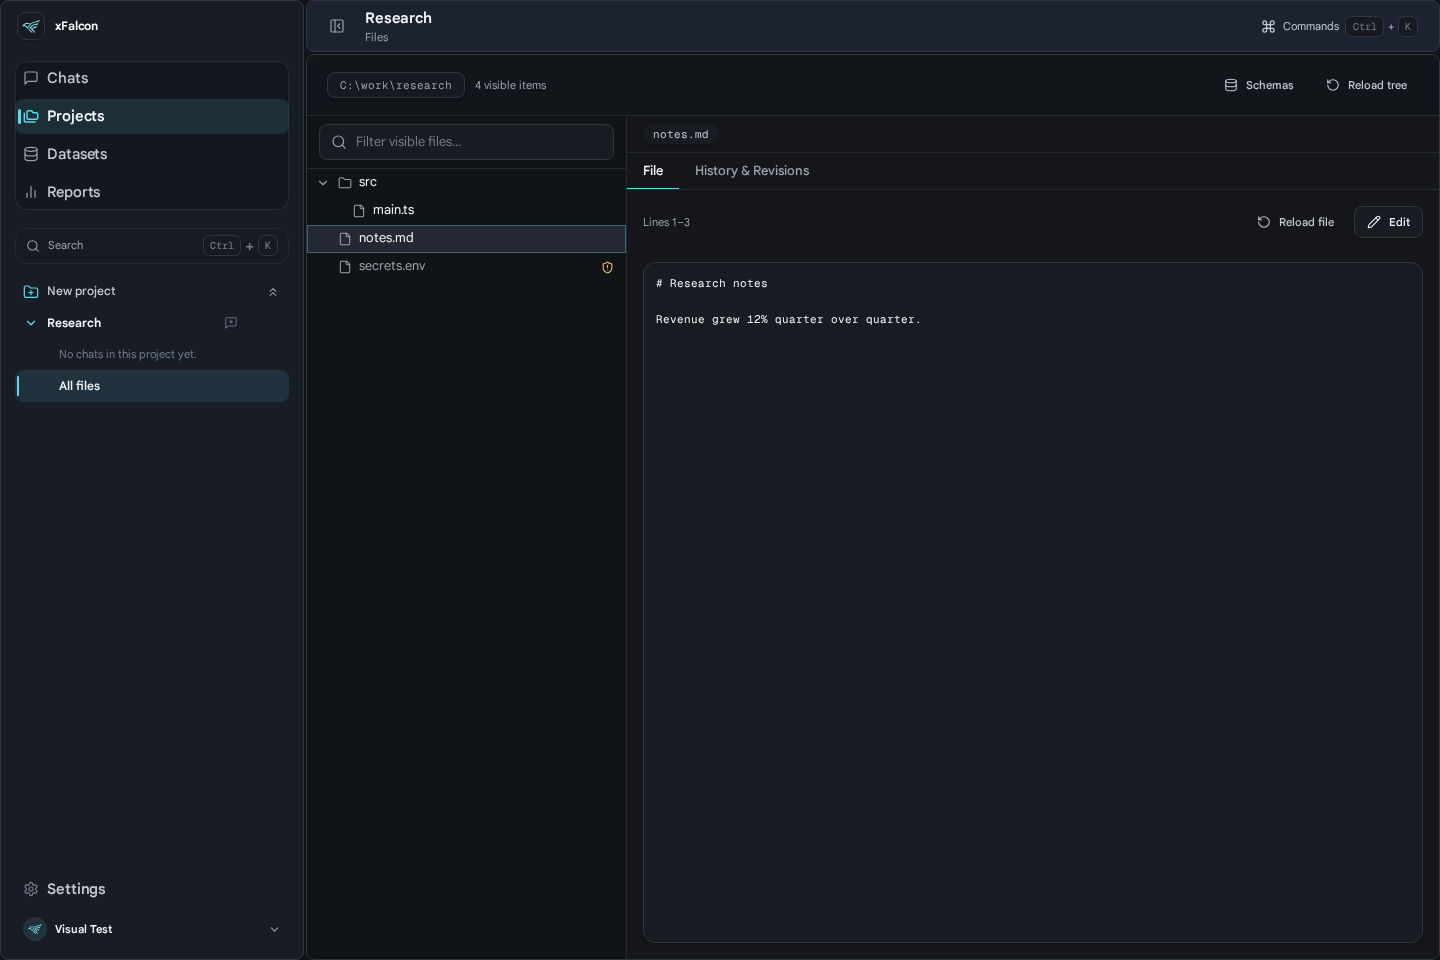 xFalcon
Chats
Projects
Datasets
Reports
Search Ctrl + K
New project
Research
No chats in this project yet.
All files
Settings
Visual Test
Research
Files
Commands Ctrl + K
C:\work\research 4 visible items
Schemas Reload tree
Filter visible files...
src
main.ts
notes.md
secrets.env
notes.md
File History & Revisions
Lines 1–3
Reload file Edit
# Research notes
Revenue grew 12% quarter over quarter.